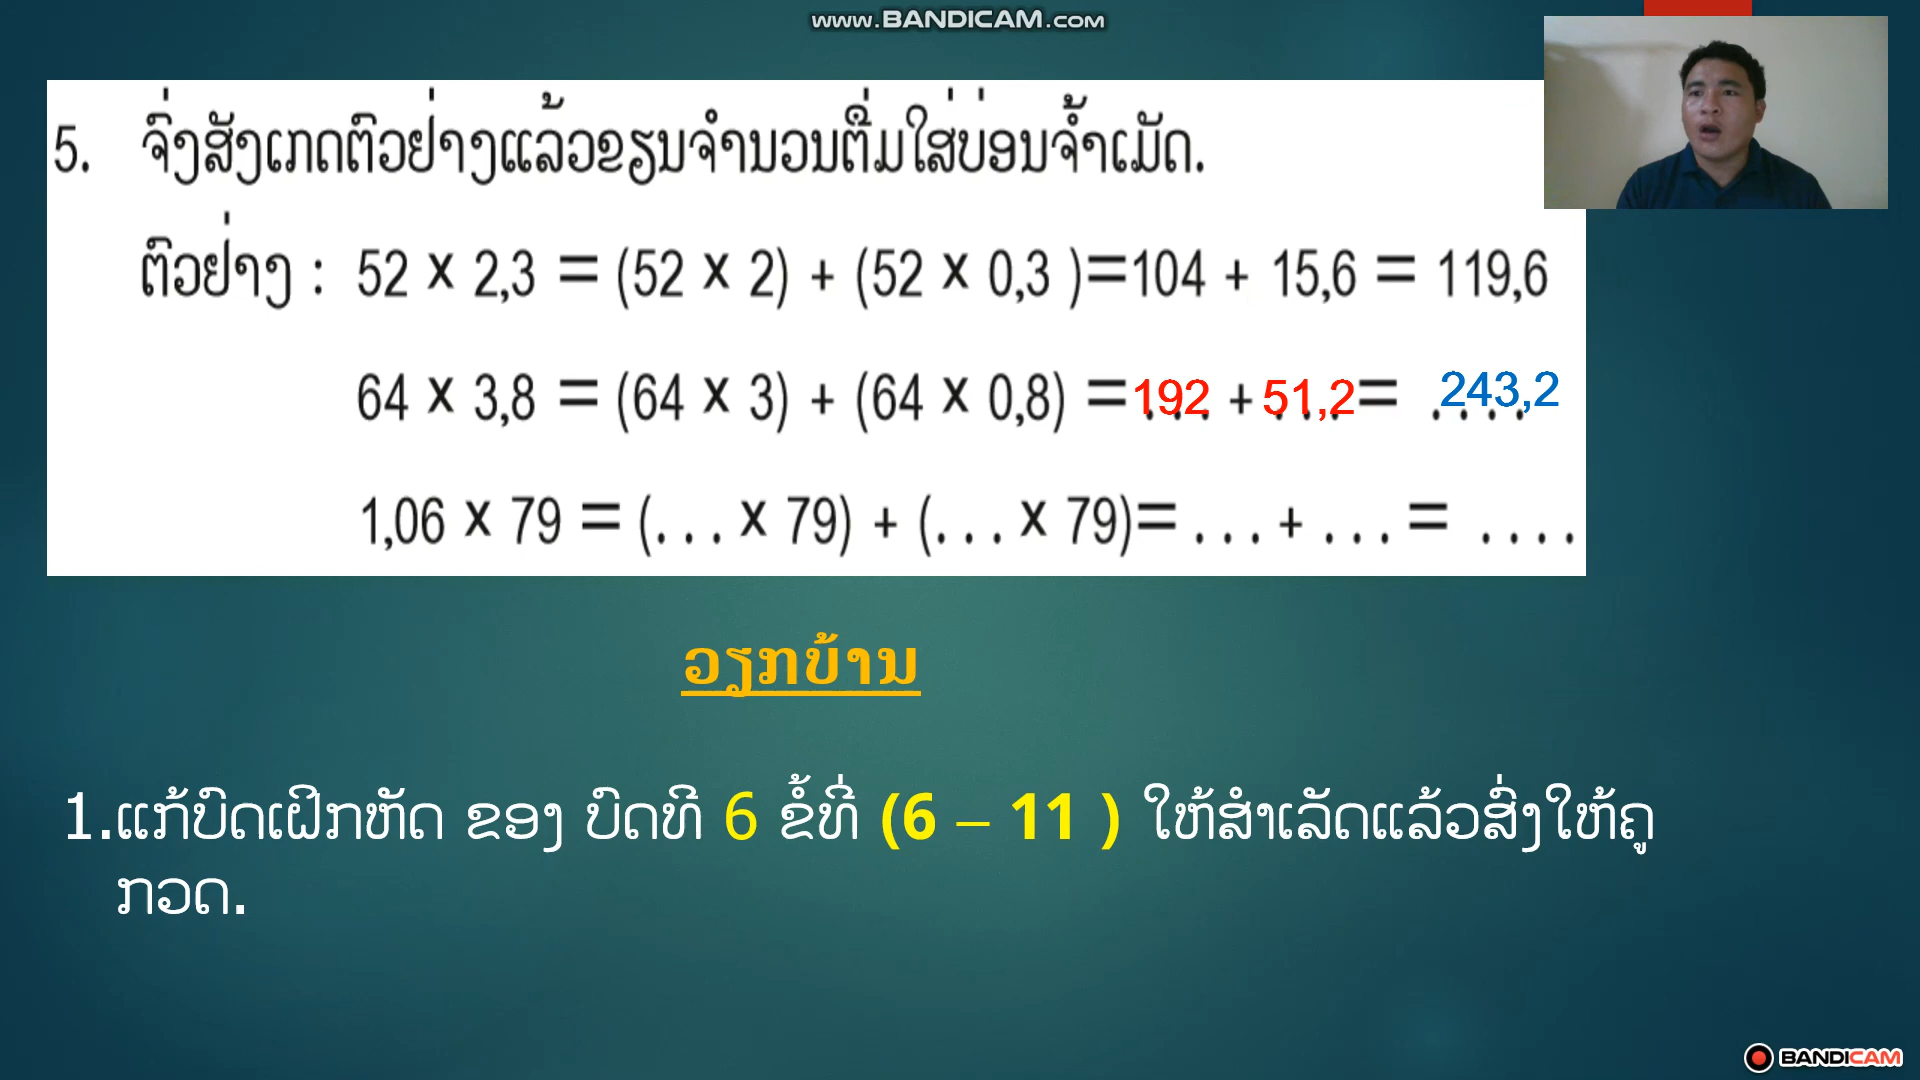 www.BANDICAM.com
5. ຈົ່ງສັງເກດຕົວຢ່າງແລ້ວຂຽນຈຳນວນຕື່ມໃສ່ບ່ອນຈ້ຳເມັດ.
ຕົວຢ່າງ : 52 × 2,3 = (52 × 2) + (52 × 0,3 )=104 + 15,6 = 119,6
64 × 3,8 = (64 × 3) + (64 × 0,8) =192 + 51,2= 243,2
1,06 × 79 = (. . . × 79) + (. . . × 79)= . . . + . . . = . . . .
ວຽກບ້ານ
1.ແກ້ບົດເຝີກຫັດ ຂອງ ບົດທີ 6 ຂໍ້ທີ່ (6 – 11 ) ໃຫ້ສຳເລັດແລ້ວສົ່ງໃຫ້ຄູ
ກວດ.
BANDICAM